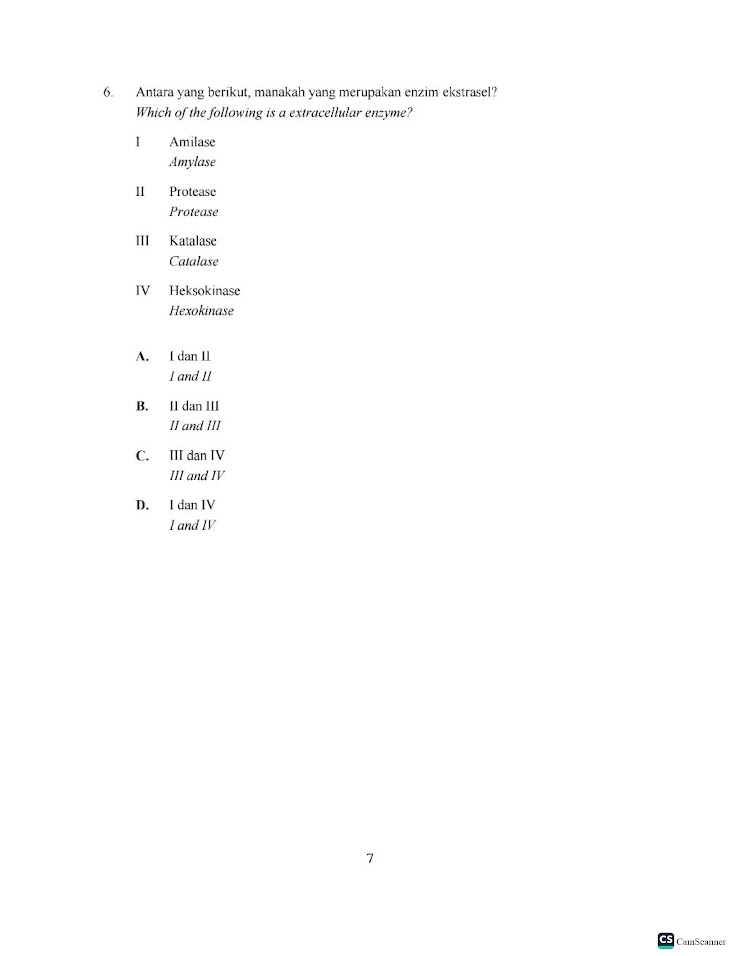 6. Antara yang berikut, manakah yang merupakan enzim ekstrasel?
Which of the following is a extracellular enzyme?
I Amilase
Amylase
II Protease
Protease
III Katalase
Catalase
IV Heksokinase
Hexokinase
A. I dan II
I and II
B. II dan III
II and III
C. III dan IV
III and IV
D. I dan IV
I and IV
7
CS CamScanner